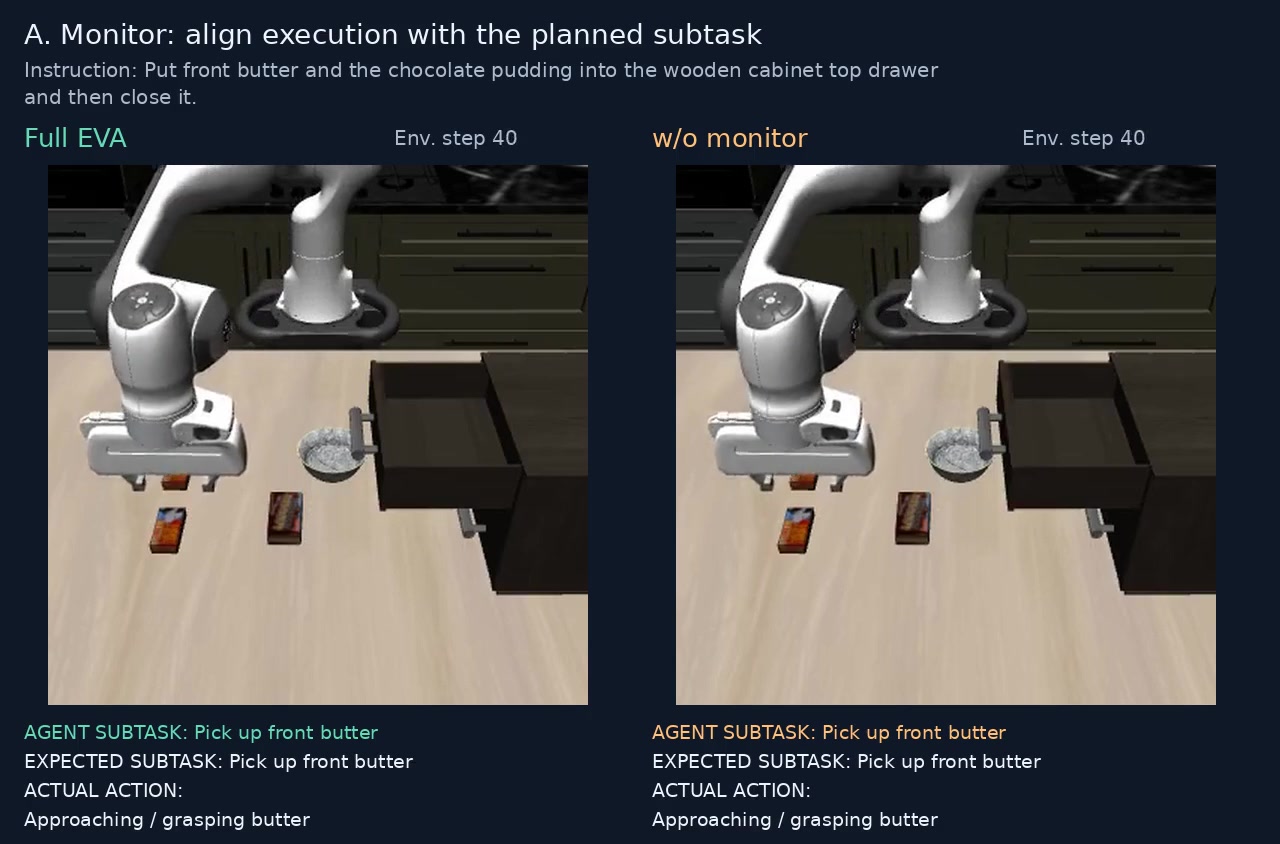 A. Monitor: align execution with the planned subtask
Instruction: Put front butter and the chocolate pudding into the wooden cabinet top drawer
and then close it.
Full EVA
Env. step 40
w/o monitor
Env. step 40
AGENT SUBTASK: Pick up front butter
EXPECTED SUBTASK: Pick up front butter
ACTUAL ACTION:
Approaching / grasping butter
AGENT SUBTASK: Pick up front butter
EXPECTED SUBTASK: Pick up front butter
ACTUAL ACTION:
Approaching / grasping butter